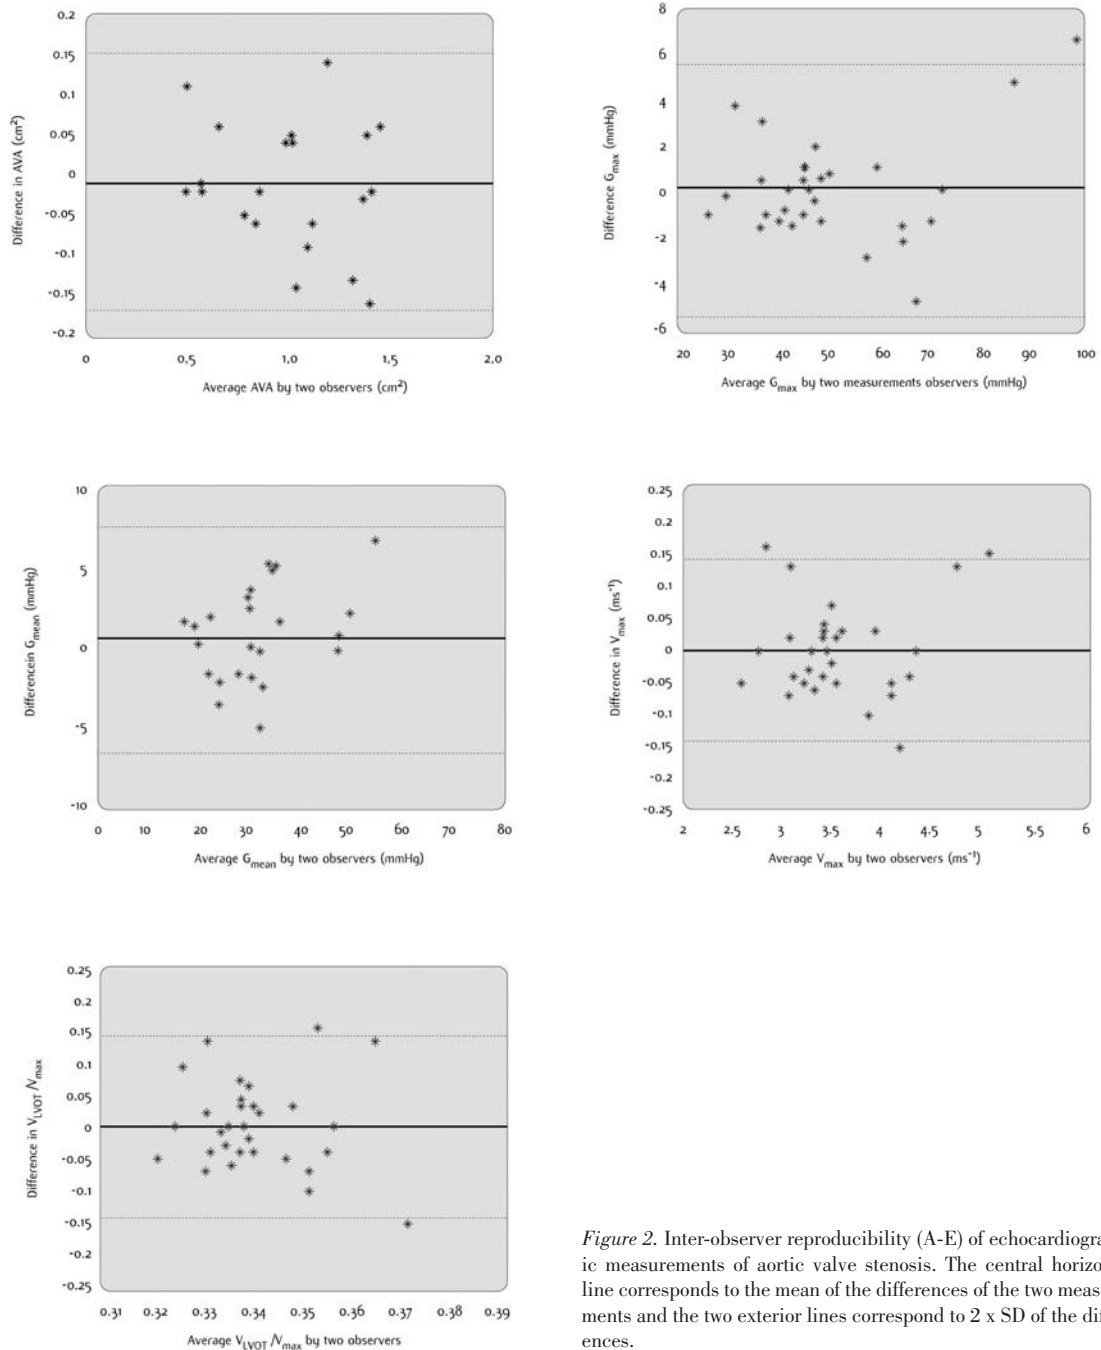 0.2
0.15
0.1
0.05
0
-0.05
-0.1
-0.15
-0.2
Difference in AVA (cm²)
0 0,5 1,0 1,5 2,0
Average AVA by two observers (cm²)
8
6
4
2
0
-2
-4
-6
Difference Gmax (mmHg)
20 30 40 50 60 70 80 90 100
Average Gmax by two measurements observers (mmHg)
10
5
0
-5
-10
Differencein Gmean (mmHg)
0 10 20 30 40 50 60 70 80
Average Gmean by two observers (mmHg)
0.25
0.2
0.15
0.1
0.05
0
-0.05
-0.1
-0.15
-0.2
-0.25
Difference in Vmax (ms⁻¹)
2 2.5 3 3.5 4 4.5 5 5.5 6
Average Vmax by two observers (ms⁻¹)
0.25
0.2
0.15
0.1
0.05
0
-0.05
-0.1
-0.15
-0.2
-0.25
Difference in VLVOT /Vmax
0.31 0.32 0.33 0.34 0.35 0.36 0.37 0.38 0.39
Average VLVOT /Vmax by two observers
Figure 2. Inter-observer reproducibility (A-E) of echocardiogra-
ic measurements of aortic valve stenosis. The central horizo-
line corresponds to the mean of the differences of the two meas-
ments and the two exterior lines correspond to 2 x SD of the dif-
ences.